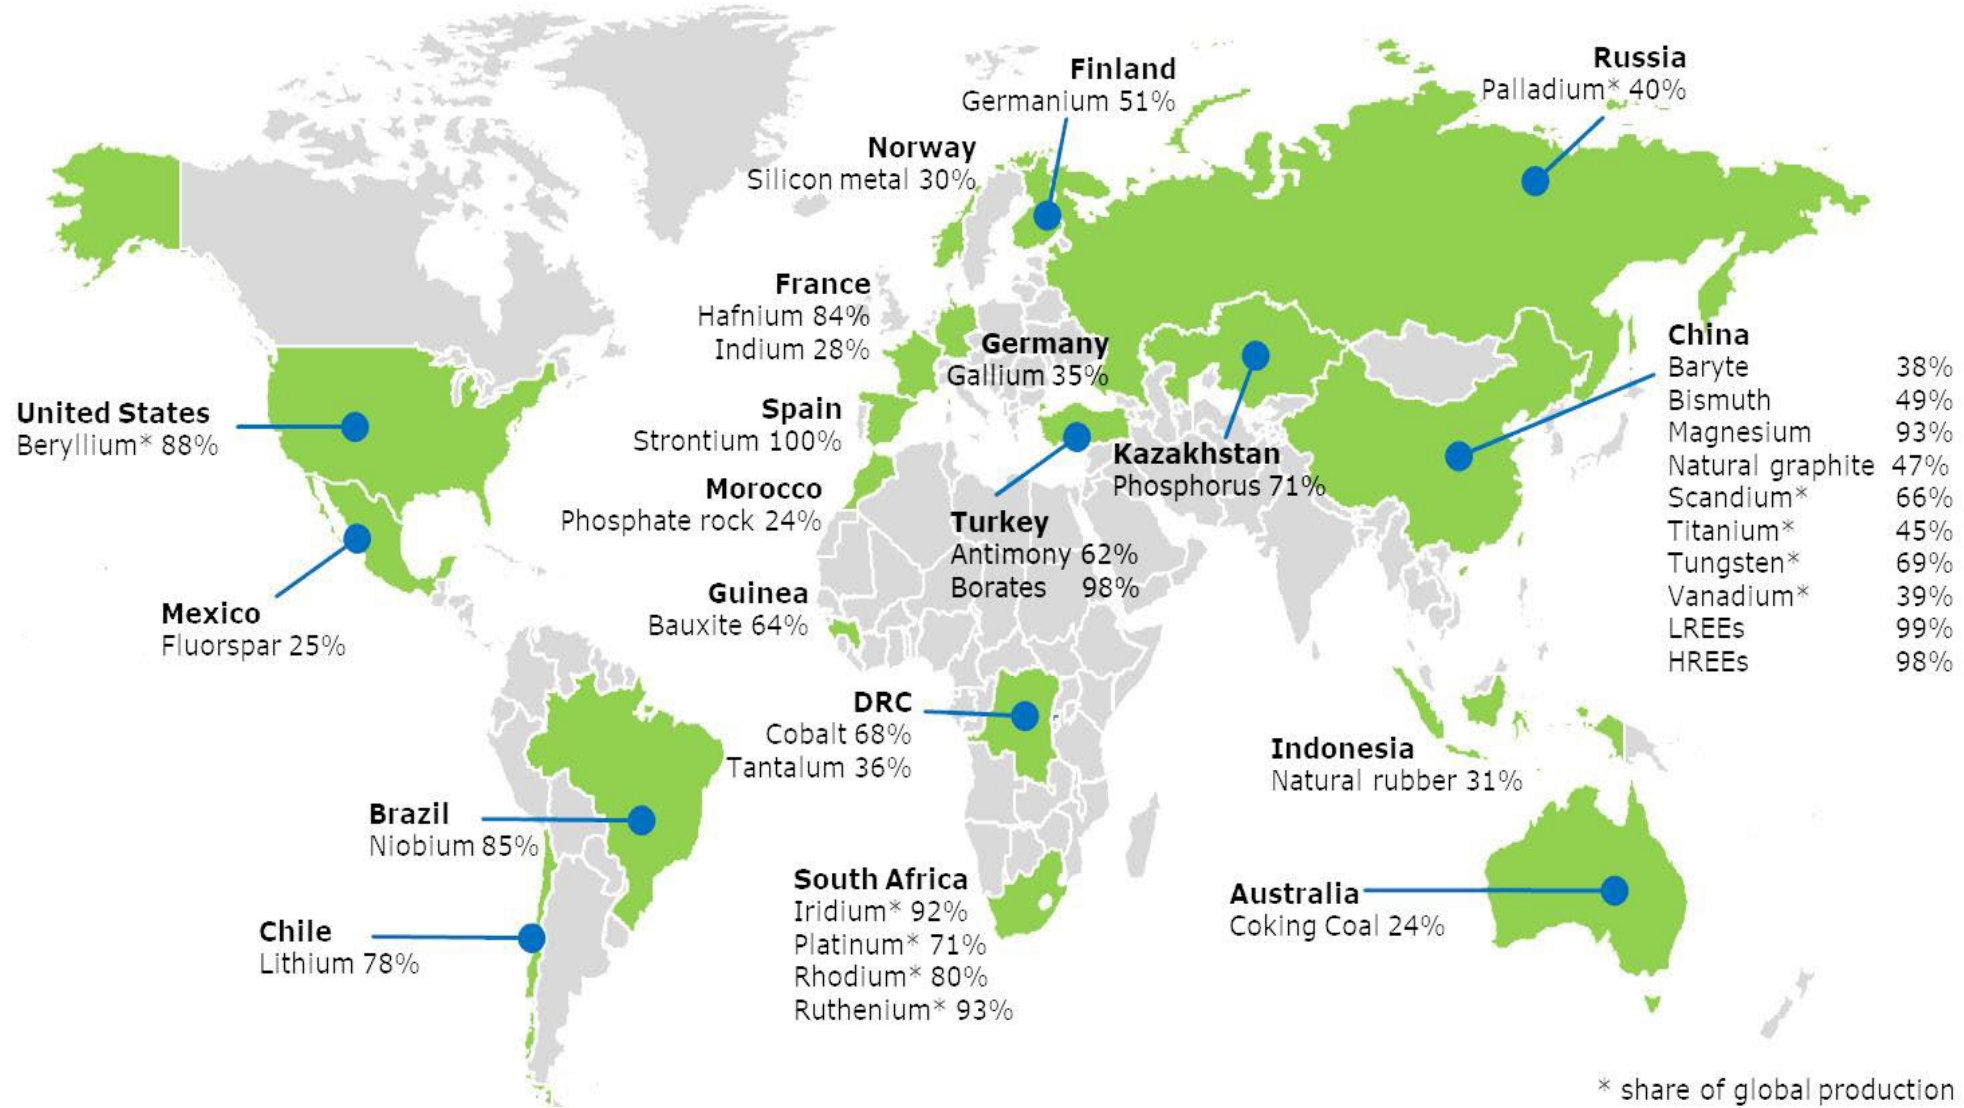 Russia
Palladium* 40%
Finland
Germanium 51%
Norway
Silicon metal 30%
France
Hafnium 84%
Indium 28%
Germany
Gallium 35%
China
Baryte 38%
Bismuth 49%
Magnesium 93%
Natural graphite 47%
Scandium* 66%
Titanium* 45%
Tungsten* 69%
Vanadium* 39%
LREEs 99%
HREEs 98%
United States
Beryllium* 88%
Spain
Strontium 100%
Kazakhstan
Phosphorus 71%
Morocco
Phosphate rock 24%
Turkey
Antimony 62%
Borates 98%
Mexico
Fluorspar 25%
Guinea
Bauxite 64%
DRC
Cobalt 68%
Tantalum 36%
Indonesia
Natural rubber 31%
Brazil
Niobium 85%
South Africa
Iridium* 92%
Platinum* 71%
Rhodium* 80%
Ruthenium* 93%
Australia
Coking Coal 24%
Chile
Lithium 78%
* share of global production